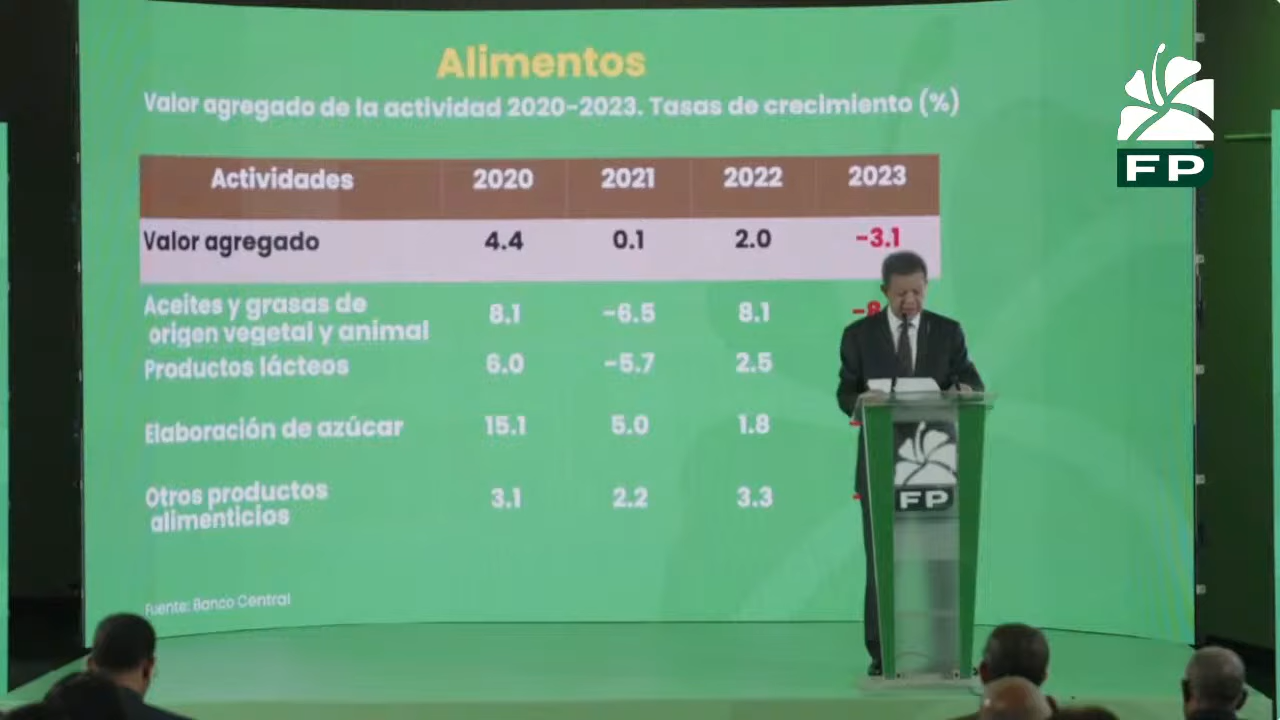 Alimentos
Valor agregado de la actividad 2020-2023. Tasas de crecimiento (%)
FP
Actividades 2020 2021 2022 2023
Valor agregado 4.4 0.1 2.0 -3.1
Aceites y grasas de
origen vegetal y animal 8.1 -6.5 8.1
Productos lácteos 6.0 -5.7 2.5
Elaboración de azúcar 15.1 5.0 1.8
Otros productos
alimenticios 3.1 2.2 3.3
FP
Fuente: Banco Central